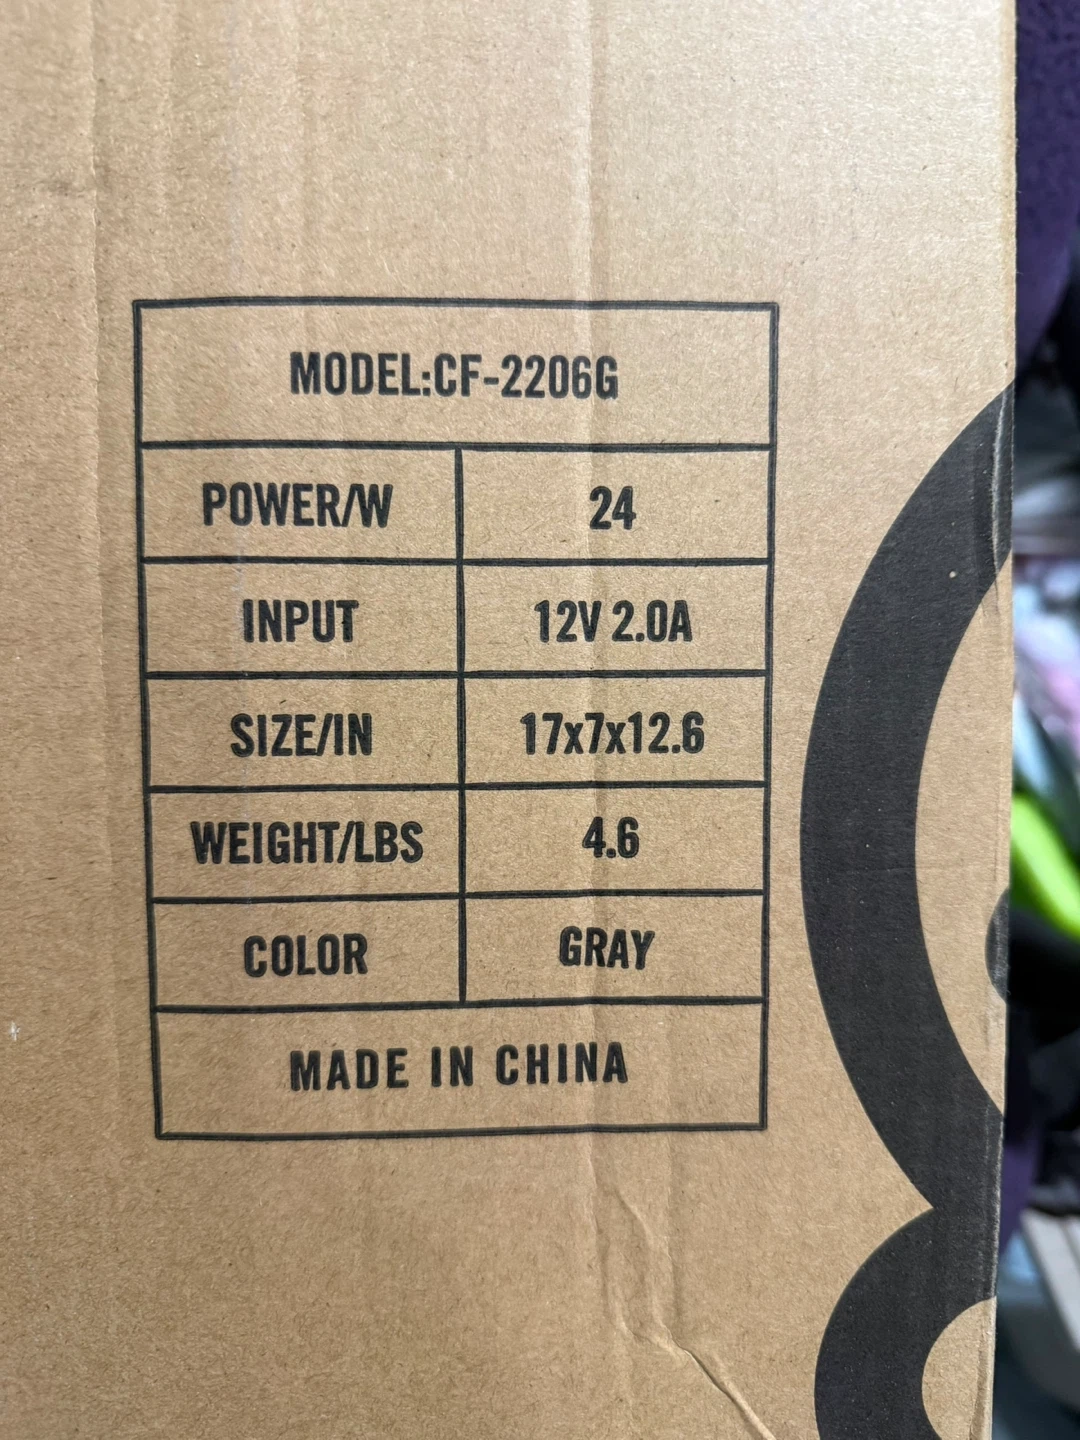 MODEL:CF-2206G
POWER/W 24
INPUT 12V 2.0A
SIZE/IN 17x7x12.6
WEIGHT/LBS 4.6
COLOR GRAY
MADE IN CHINA